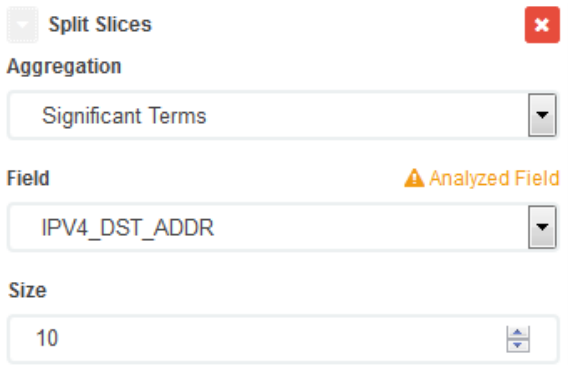 Split Slices
Aggregation
Significant Terms
Field
Analyzed Field
IPV4_DST_ADDR
Size
10